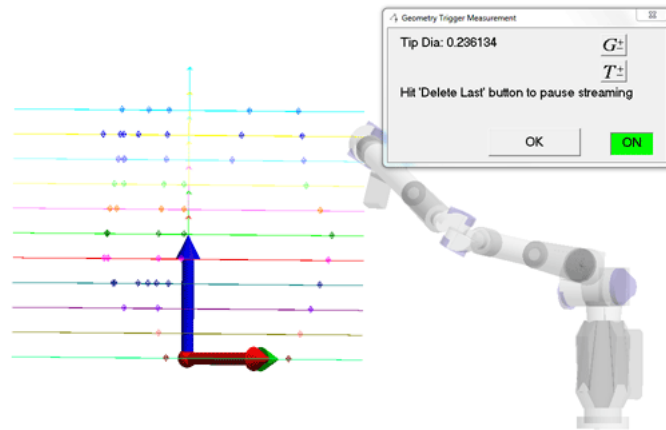 Geometry Trigger Measurement
Tip Dia: 0.236134
G±
T±
Hit 'Delete Last' button to pause streaming
OK
ON